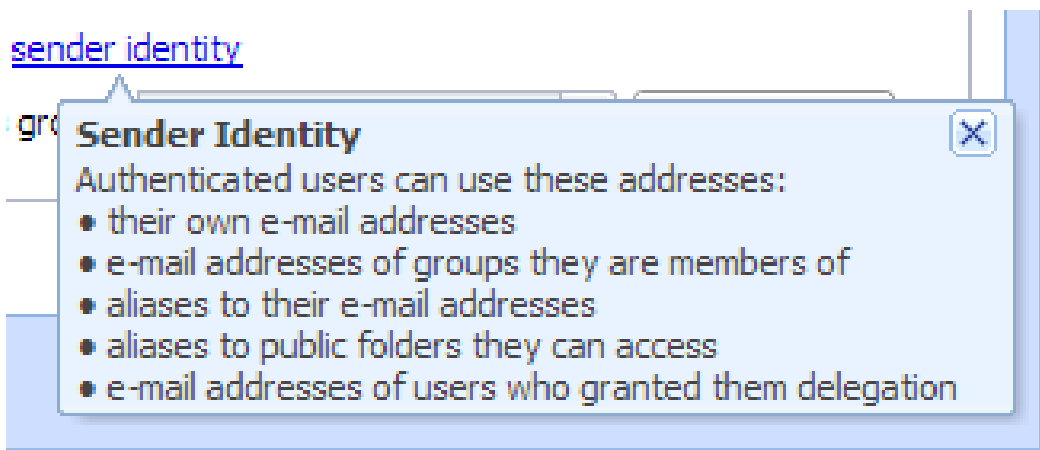 sender identity
gro
Sender Identity
Authenticated users can use these addresses:
• their own e-mail addresses
• e-mail addresses of groups they are members of
• aliases to their e-mail addresses
• aliases to public folders they can access
• e-mail addresses of users who granted them delegation